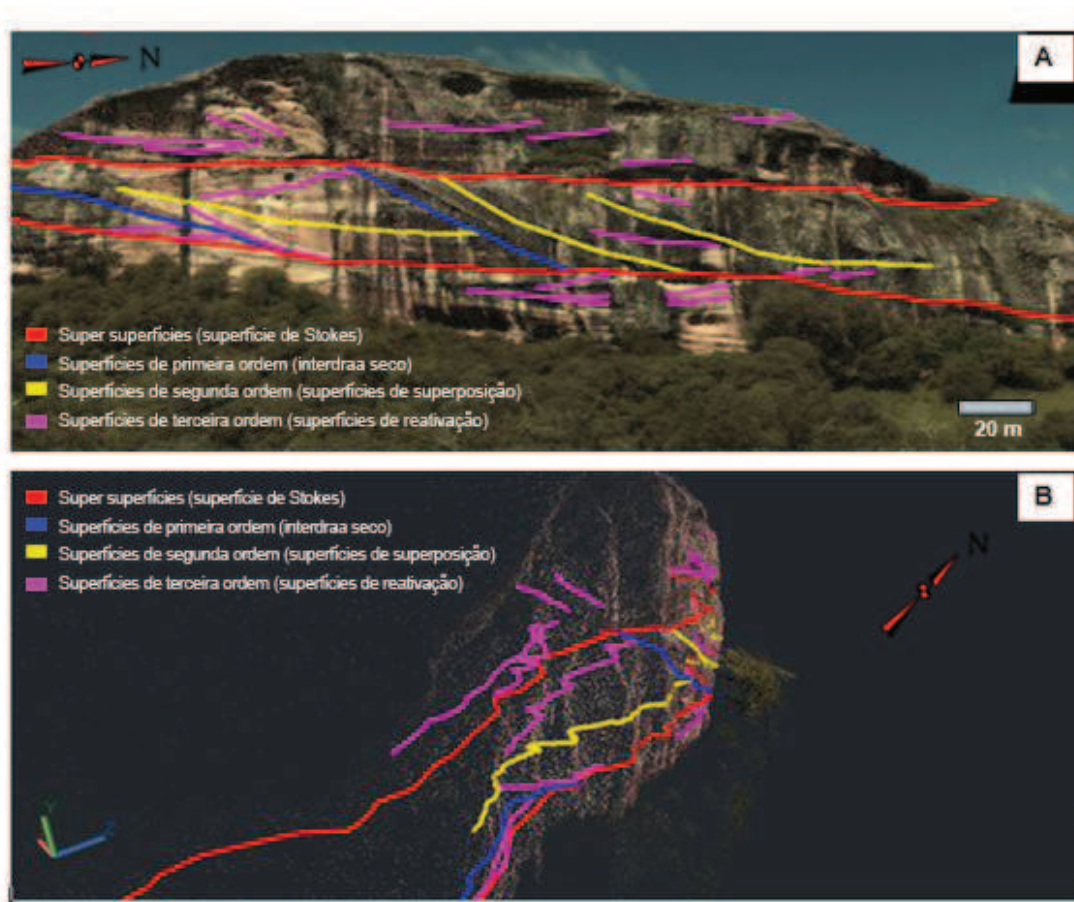 N
A
Super superfícies (superfície de Stokes)
Superfícies de primeira ordem (interdraa seco)
Superfícies de segunda ordem (superfícies de superposição)
Superfícies de terceira ordem (superfícies de reativação)
20 m
B
Super superfícies (superfície de Stokes)
Superfícies de primeira ordem (interdraa seco)
Superfícies de segunda ordem (superfícies de superposição)
Superfícies de terceira ordem (superfícies de reativação)
N